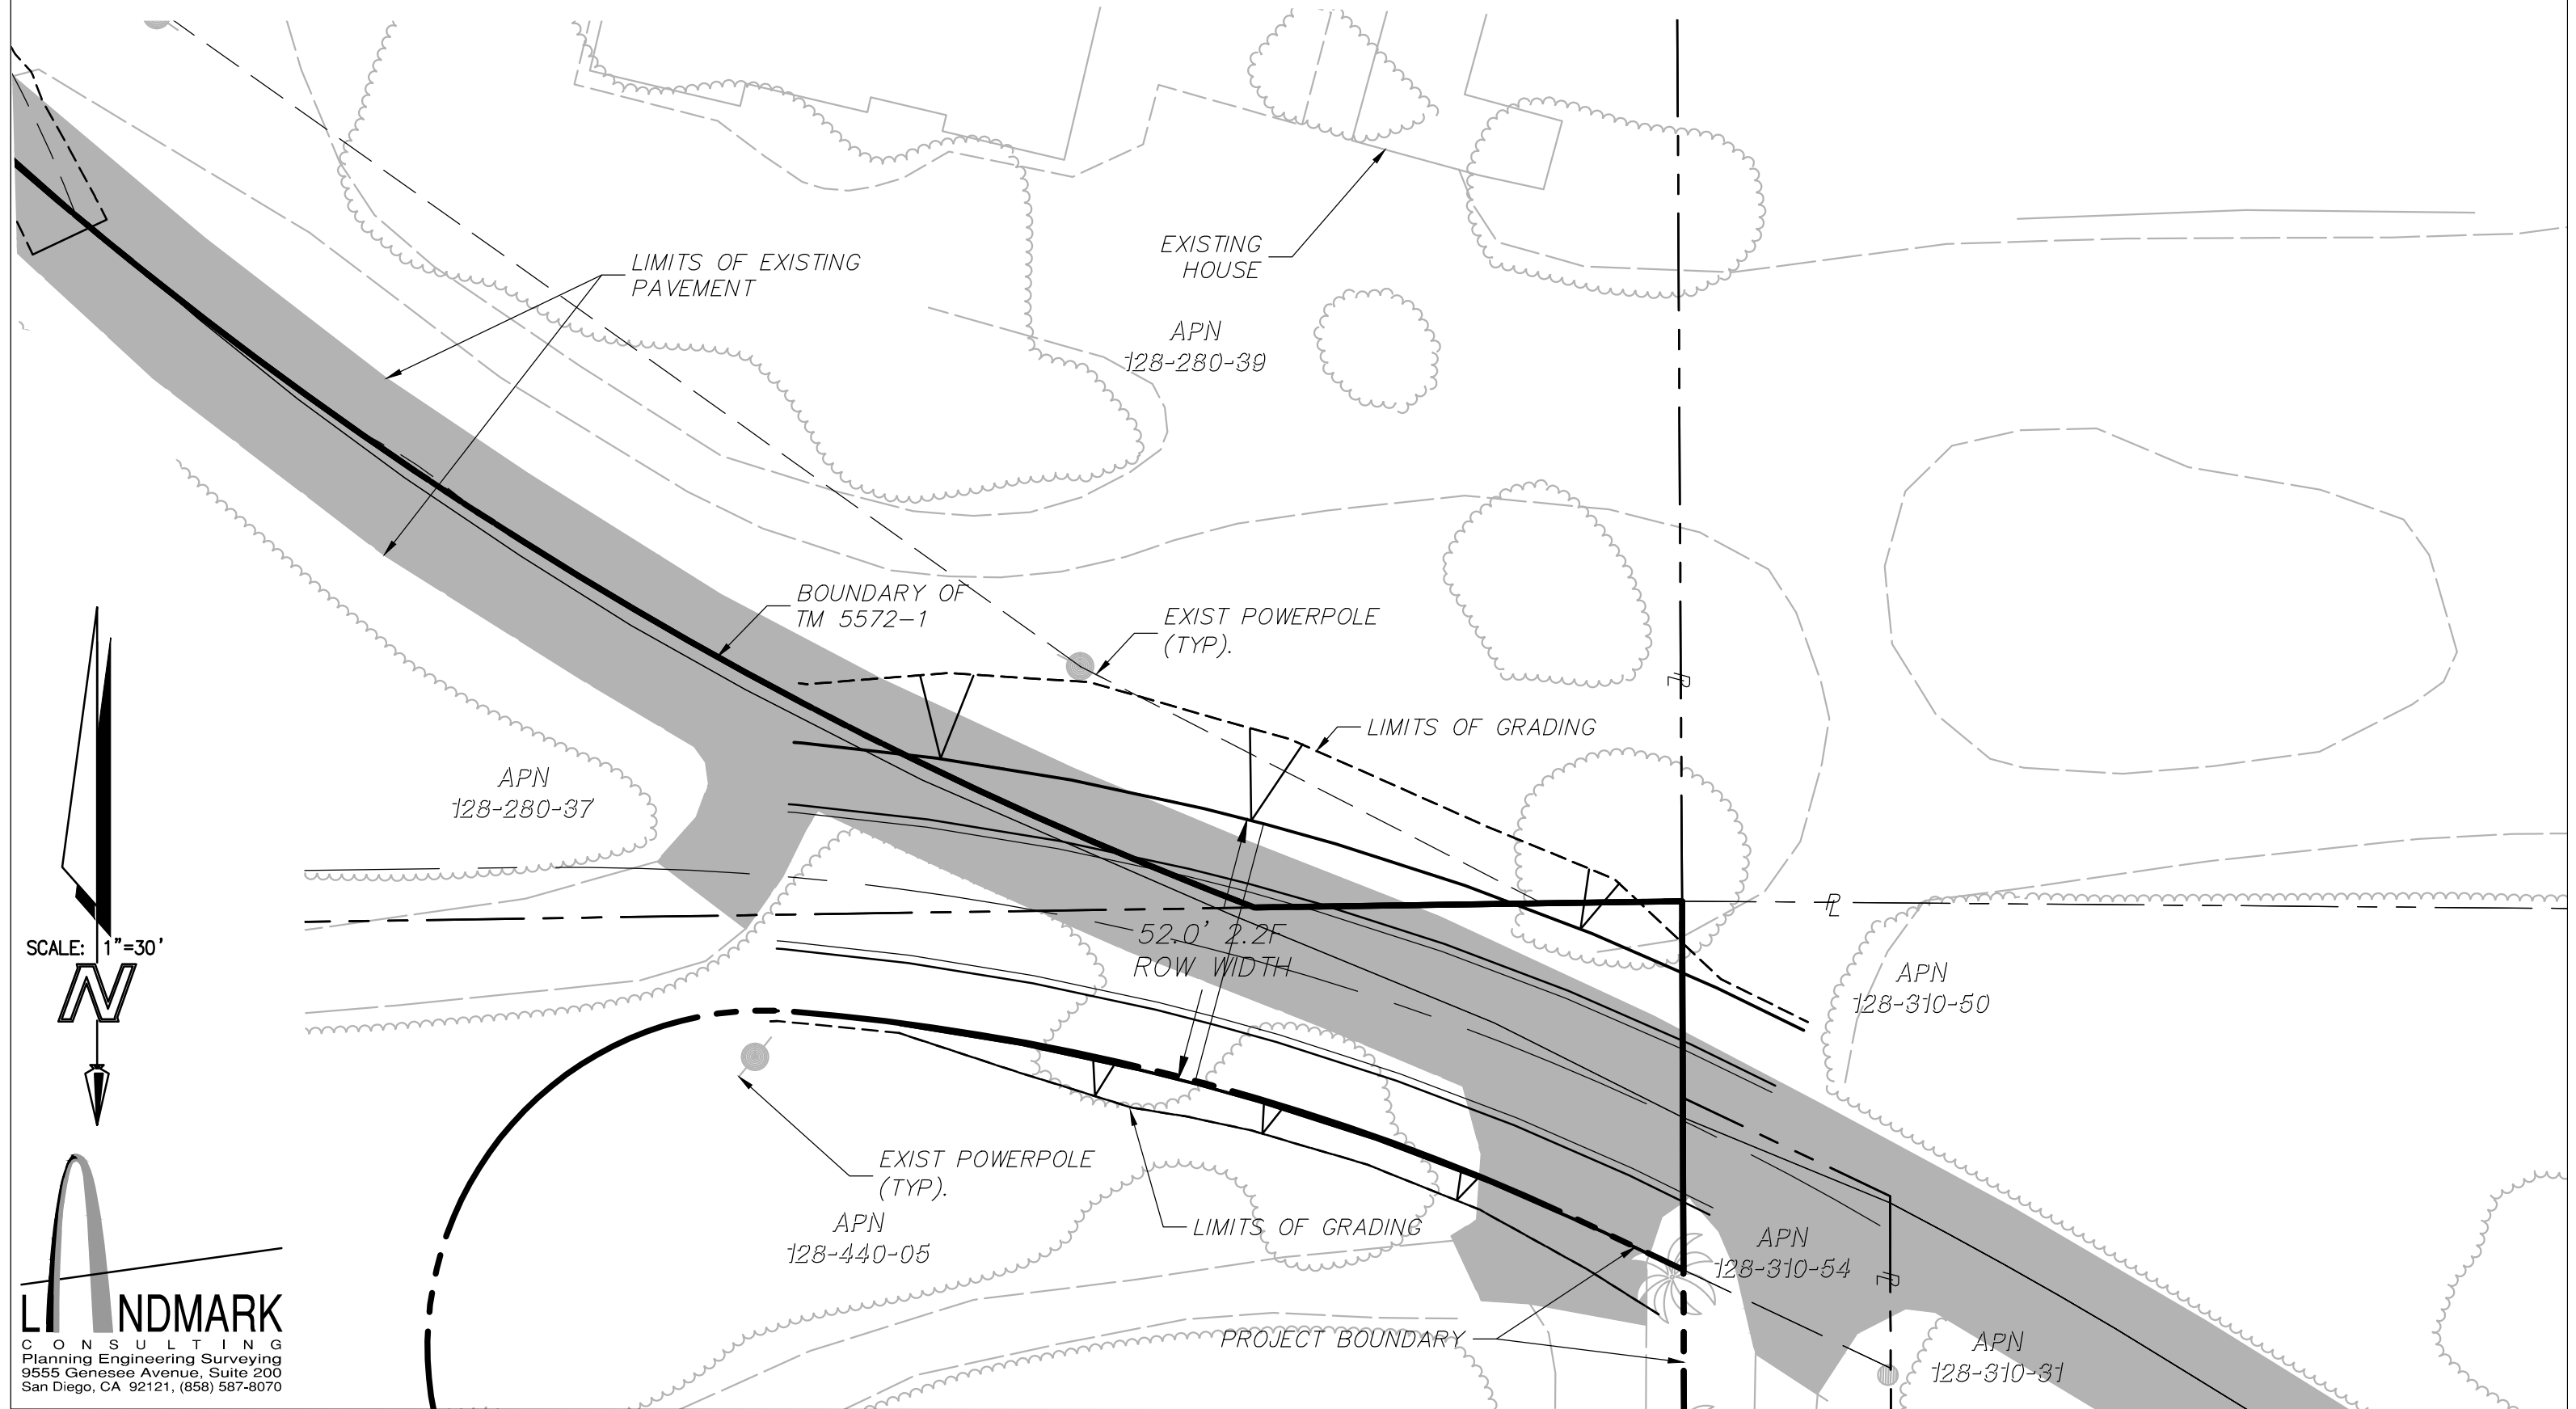 EXISTING
HOUSE
LIMITS OF EXISTING
PAVEMENT
APN
128-280-39
BOUNDARY OF
TM 5572-1
EXIST POWERPOLE
(TYP).
PL
LIMITS OF GRADING
APN
128-280-37
PL
52.0' 2.2F
ROW WIDTH
SCALE: 1"=30'
N
APN
128-310-50
EXIST POWERPOLE
(TYP).
APN
128-440-05
LIMITS OF GRADING
APN
128-310-54
PL
PROJECT BOUNDARY
APN
128-310-31
LANDMARK
CONSULTING
Planning Engineering Surveying
9555 Genesee Avenue, Suite 200
San Diego, CA 92121, (858) 587-8070